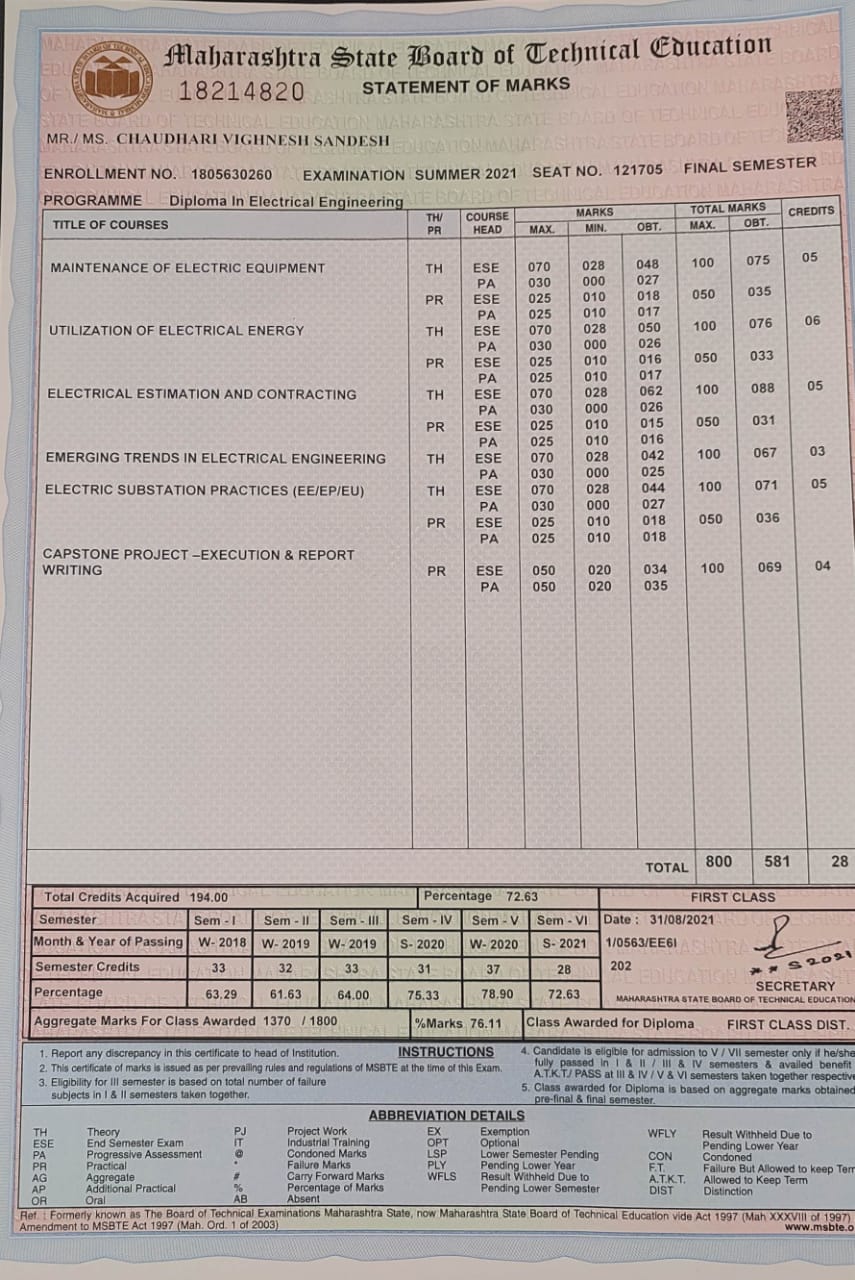 Maharashtra State Board of Technical Education
18214820 STATEMENT OF MARKS
MR./ MS. CHAUDHARI VIGHNESH SANDESH
ENROLLMENT NO. 1805630260 EXAMINATION SUMMER 2021 SEAT NO. 121705 FINAL SEMESTER
PROGRAMME Diploma In Electrical Engineering
TITLE OF COURSES TH/ PR COURSE HEAD MARKS MAX. MIN. OBT. TOTAL MARKS MAX. OBT. CREDITS
MAINTENANCE OF ELECTRIC EQUIPMENT TH ESE 070 028 048 100 075 05
PA 030 000 027
PR ESE 025 010 018 050 035
PA 025 010 017
UTILIZATION OF ELECTRICAL ENERGY TH ESE 070 028 050 100 076 06
PA 030 000 026
PR ESE 025 010 016 050 033
PA 025 010 017
ELECTRICAL ESTIMATION AND CONTRACTING TH ESE 070 028 062 100 088 05
PA 030 000 026
PR ESE 025 010 015 050 031
PA 025 010 016
EMERGING TRENDS IN ELECTRICAL ENGINEERING TH ESE 070 028 042 100 067 03
PA 030 000 025
ELECTRIC SUBSTATION PRACTICES (EE/EP/EU) TH ESE 070 028 044 100 071 05
PA 030 000 027
PR ESE 025 010 018 050 036
PA 025 010 018
CAPSTONE PROJECT –EXECUTION & REPORT
WRITING PR ESE 050 020 034 100 069 04
PA 050 020 035
TOTAL 800 581 28
Total Credits Acquired 194.00 Percentage 72.63 FIRST CLASS
Semester Sem - I Sem - II Sem - III Sem - IV Sem - V Sem - VI Date : 31/08/2021
Month & Year of Passing W- 2018 W- 2019 W- 2019 S- 2020 W- 2020 S- 2021 1/0563/EE6I
Semester Credits 33 32 33 31 37 28 202
** S2021
Percentage 63.29 61.63 64.00 75.33 78.90 72.63 SECRETARY
MAHARASHTRA STATE BOARD OF TECHNICAL EDUCATION
Aggregate Marks For Class Awarded 1370 / 1800 %Marks 76.11 Class Awarded for Diploma FIRST CLASS DIST.
INSTRUCTIONS
1. Report any discrepancy in this certificate to head of Institution.
2. This certificate of marks is issued as per prevailing rules and regulations of MSBTE at the time of this Exam.
3. Eligibility for III semester is based on total number of failure
subjects in I & II semesters taken together.
4. Candidate is eligible for admission to V / VII semester only if he/she
fully passed in I & II / III & IV semesters & availed benefit
A.T.K.T./ PASS at III & IV / V & VI semesters taken together
5. Class awarded for Diploma is based on aggregate marks obtained
pre-final & final semester.
ABBREVIATION DETAILS
TH Theory PJ Project Work EX Exemption WFLY Result Withheld Due to
ESE End Semester Exam IT Industrial Training OPT Optional Pending Lower Year
PA Progressive Assessment @ Condoned Marks LSP Lower Semester Pending CON Condoned
PR Practical * Failure Marks PLY Pending Lower Year F.T. Failure But Allowed to keep
AG Aggregate # Carry Forward Marks WFLS Result Withheld Due to A.T.K.T. Allowed to Keep Term
AP Additional Practical % Percentage of Marks Pending Lower Semester DIST Distinction
OR Oral AB Absent
Ref. : Formerly known as The Board of Technical Examinations Maharashtra State, now Maharashtra State Board of Technical Education vide Act 1997 (Mah XXXVIII of 1997)
Amendment to MSBTE Act 1997 (Mah. Ord. 1 of 2003) www.msbte.o